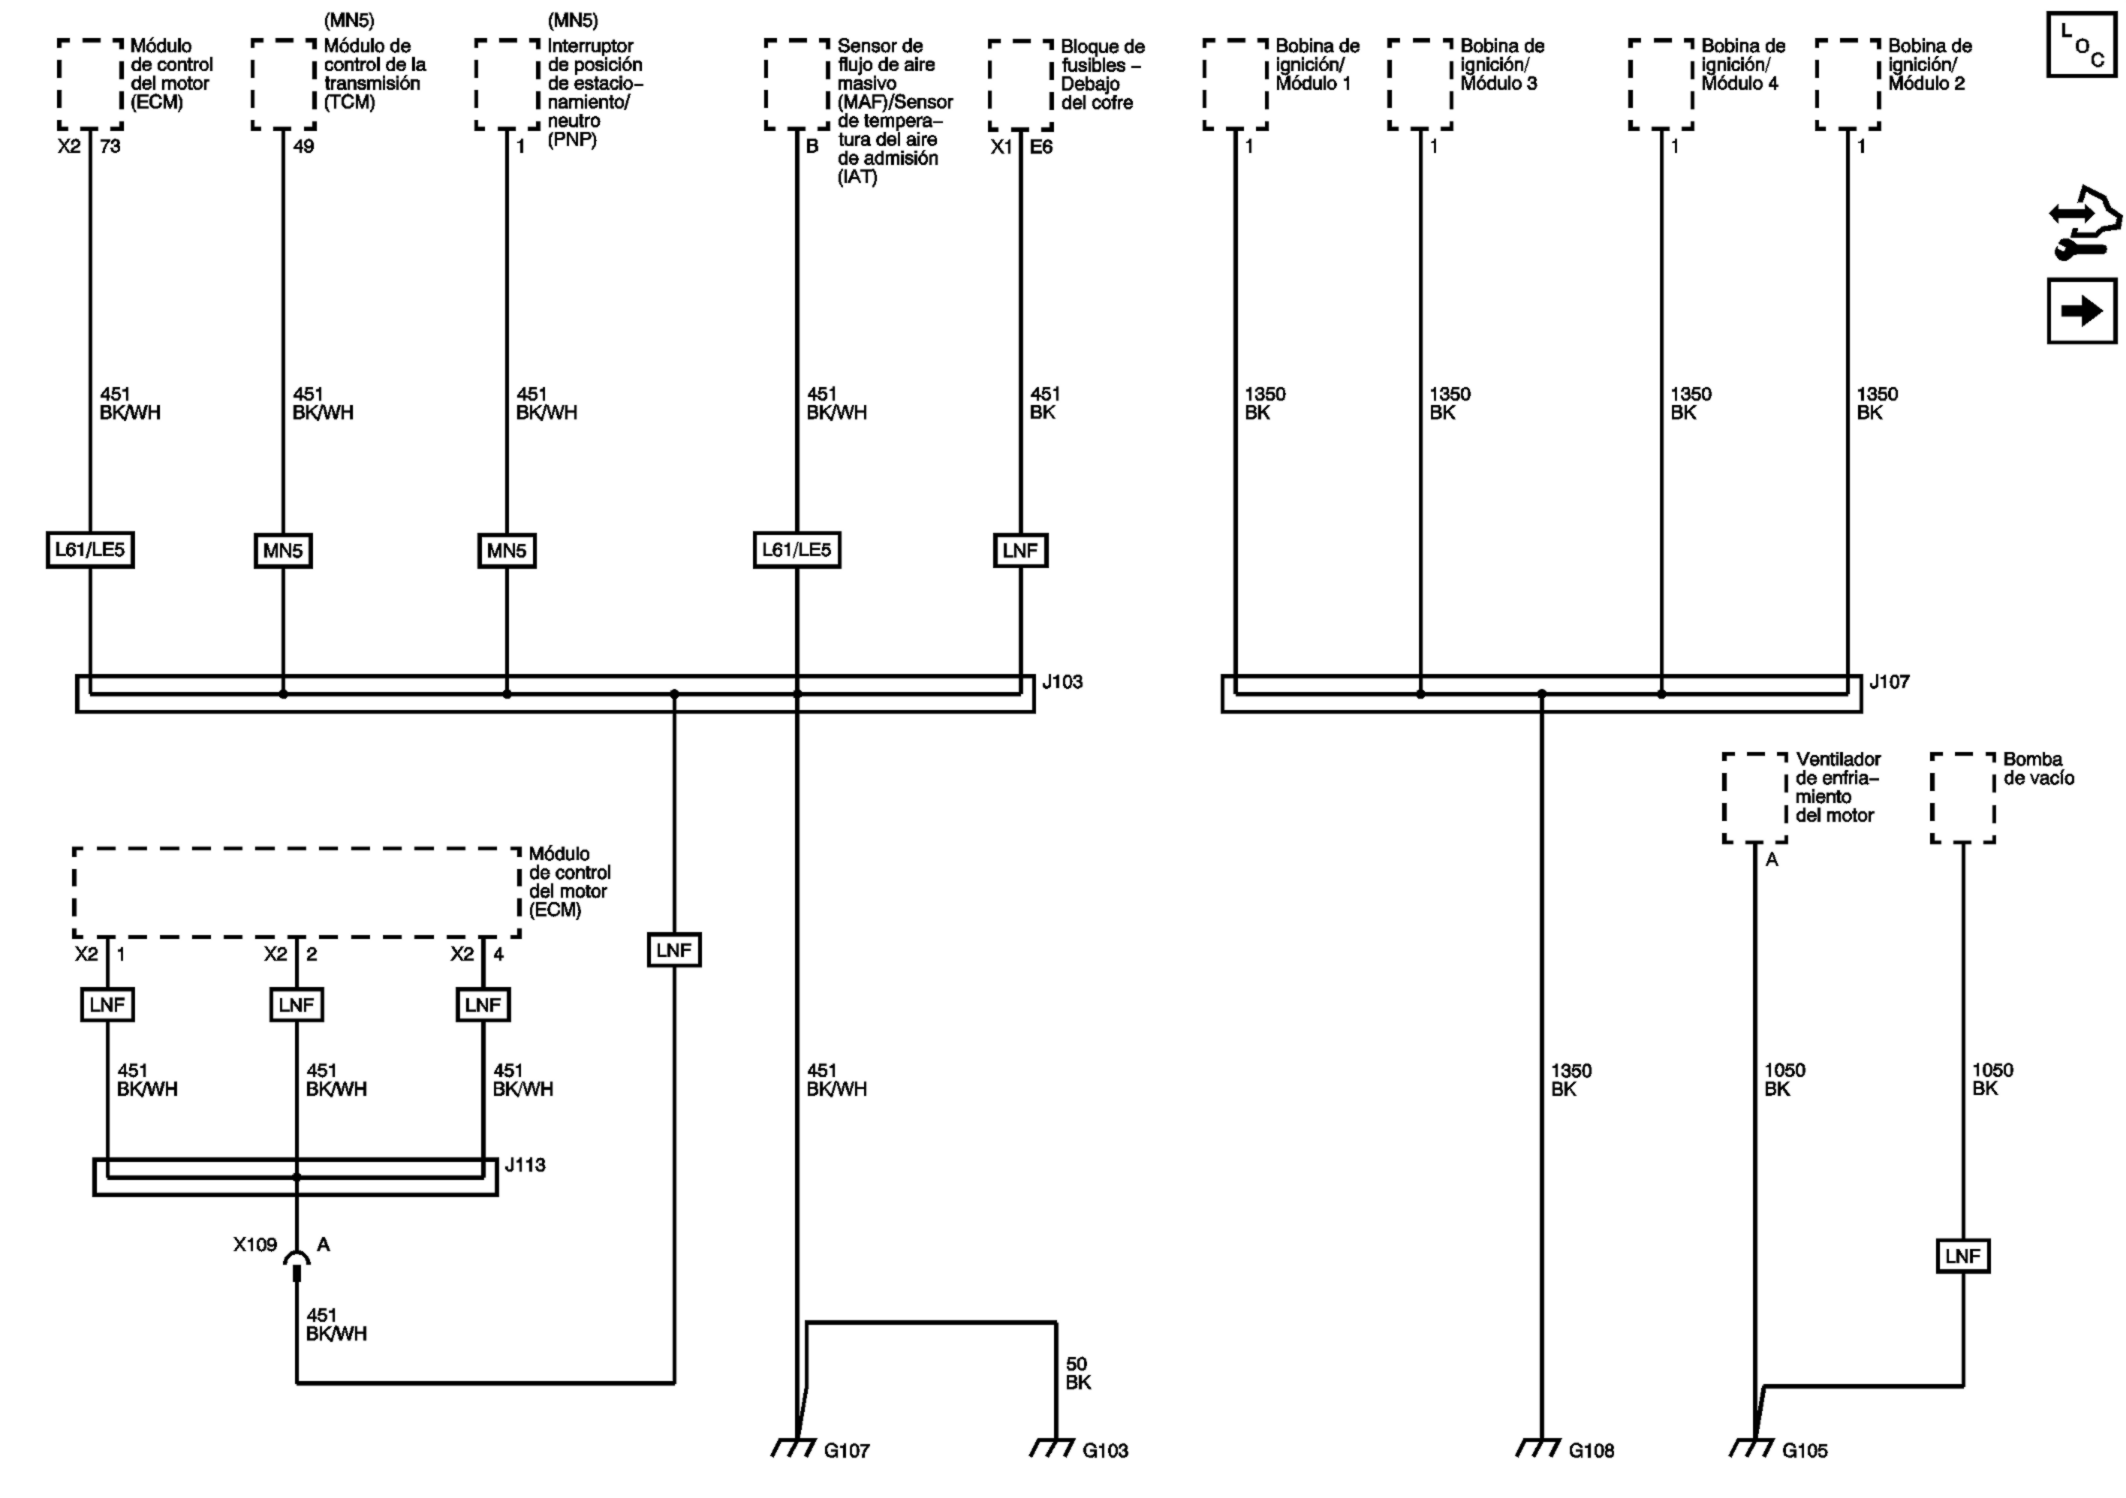 Módulo
de control
del motor
(ECM)
X2 73
(MN5)
Módulo de
control de la
transmisión
(TCM)
49
(MN5)
Interruptor
de posición
de estacio–
namiento/
neutro
(PNP)
1
Sensor de
flujo de aire
masivo
(MAF)/Sensor
de tempera–
tura del aire
de admisión
(IAT)
B
Bloque de
fusibles –
Debajo
del cofre
X1 E6
Bobina de
ignición/
Módulo 1
1
Bobina de
ignición/
Módulo 3
1
Bobina de
ignición/
Módulo 4
1
Bobina de
ignición/
Módulo 2
1
LOC
451
BK/WH
451
BK/WH
451
BK/WH
451
BK/WH
451
BK
1350
BK
1350
BK
1350
BK
1350
BK
L61/LE5
MN5
MN5
L61/LE5
LNF
J103
J107
Ventilador
de enfria–
miento
del motor
A
Bomba
de vacío
Módulo
de control
del motor
(ECM)
X2 1
X2 2
X2 4
LNF
LNF
LNF
LNF
451
BK/WH
451
BK/WH
451
BK/WH
451
BK/WH
1350
BK
1050
BK
1050
BK
J113
X109 A
LNF
451
BK/WH
50
BK
G107
G103
G108
G105